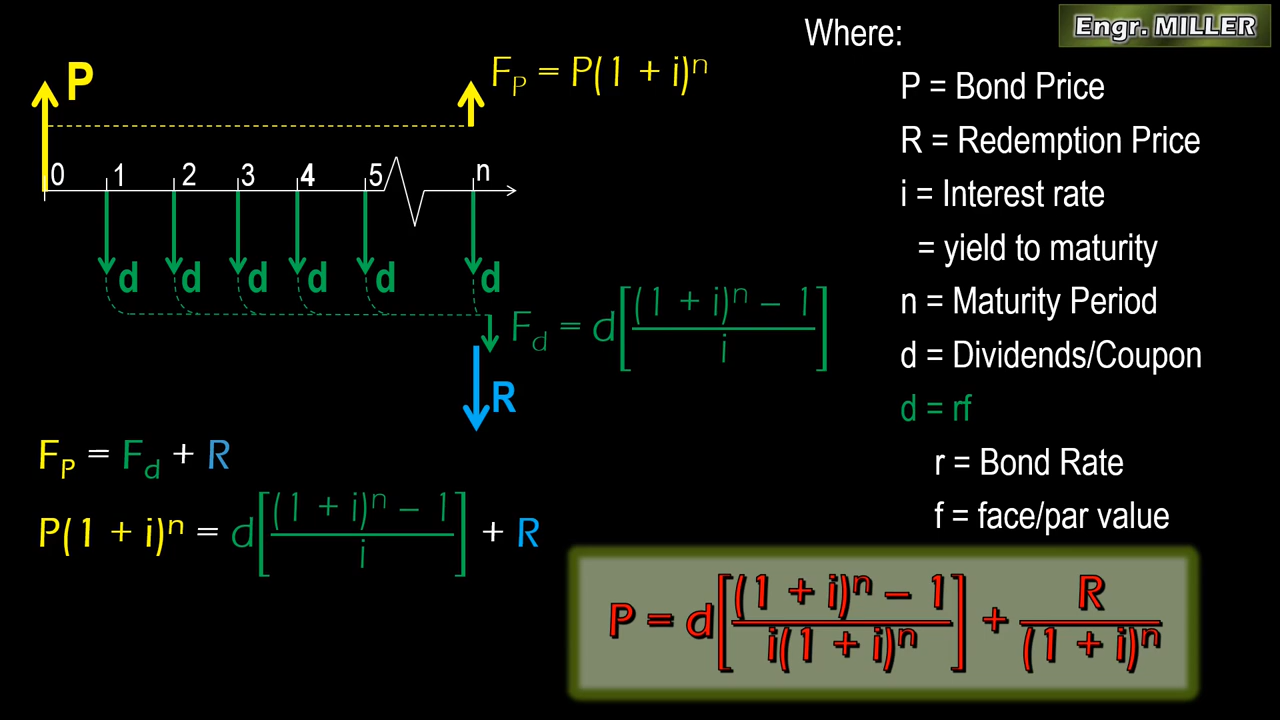 Engr. MILLER
Where:
P
F_P = P(1 + i)^n
P = Bond Price
R = Redemption Price
0 1 2 3 4 5 n
i = Interest rate
= yield to maturity
d d d d d d
n = Maturity Period
F_d = d[((1 + i)^n – 1)/i]
d = Dividends/Coupon
R
d = rf
F_P = F_d + R
r = Bond Rate
P(1 + i)^n = d[((1 + i)^n – 1)/i] + R
f = face/par value
P = d[((1 + i)^n – 1)/(i(1 + i)^n)] + R/(1 + i)^n